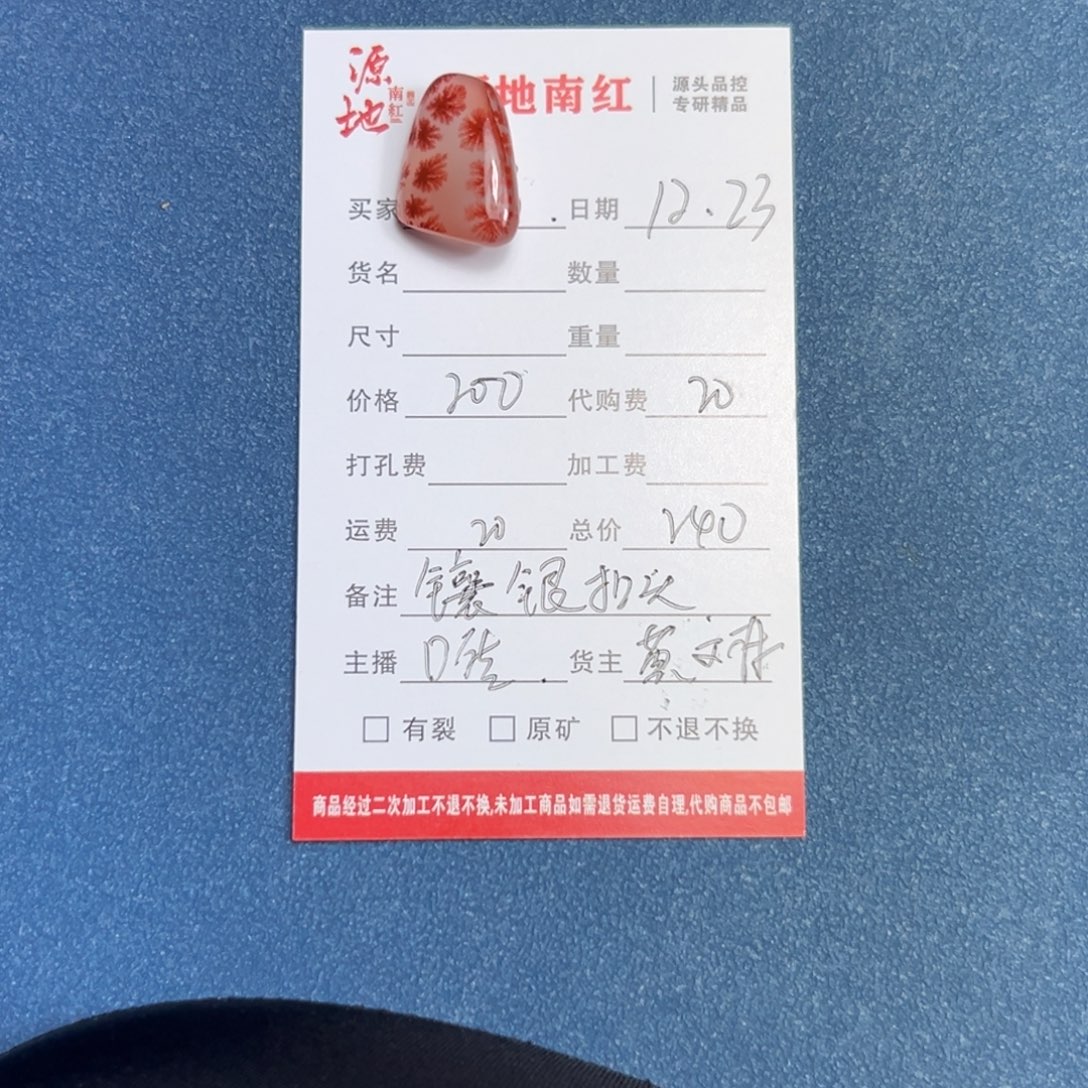 源地
南红
地南红 源头品控
专研精品
买家 日期 12.23
货名 数量
尺寸 重量
价格 200 代购费 20
打孔费 加工费
运费 20 总价 240
备注 镶银扣头
主播 货主 黄文
□ 有裂 □ 原矿 □ 不退不换
商品经过二次加工不退不换,未加工商品如需退货运费自理,代购商品不包邮